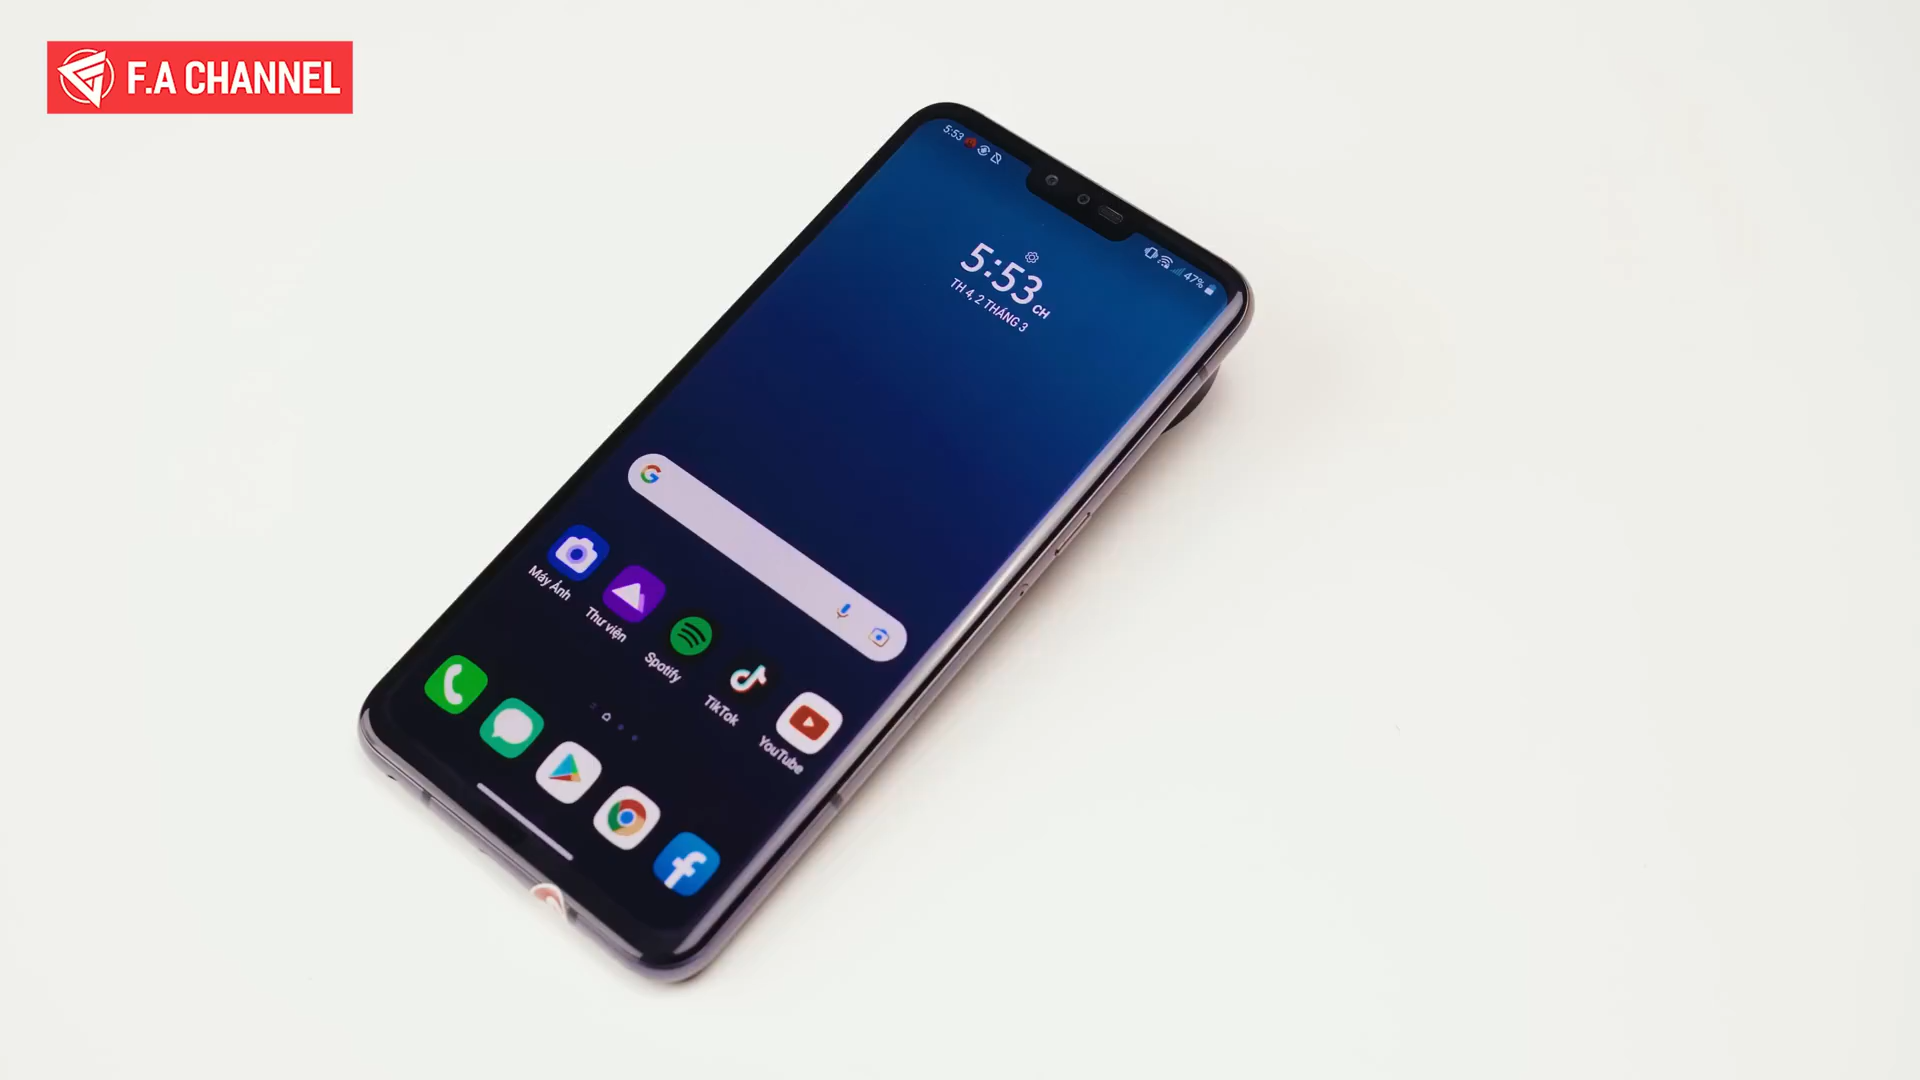 F.A CHANNEL
5:53
47%
5:53 CH
TH 4, 2 THÁNG 3
Máy Ảnh
Thư viện
Spotify
TikTok
YouTube